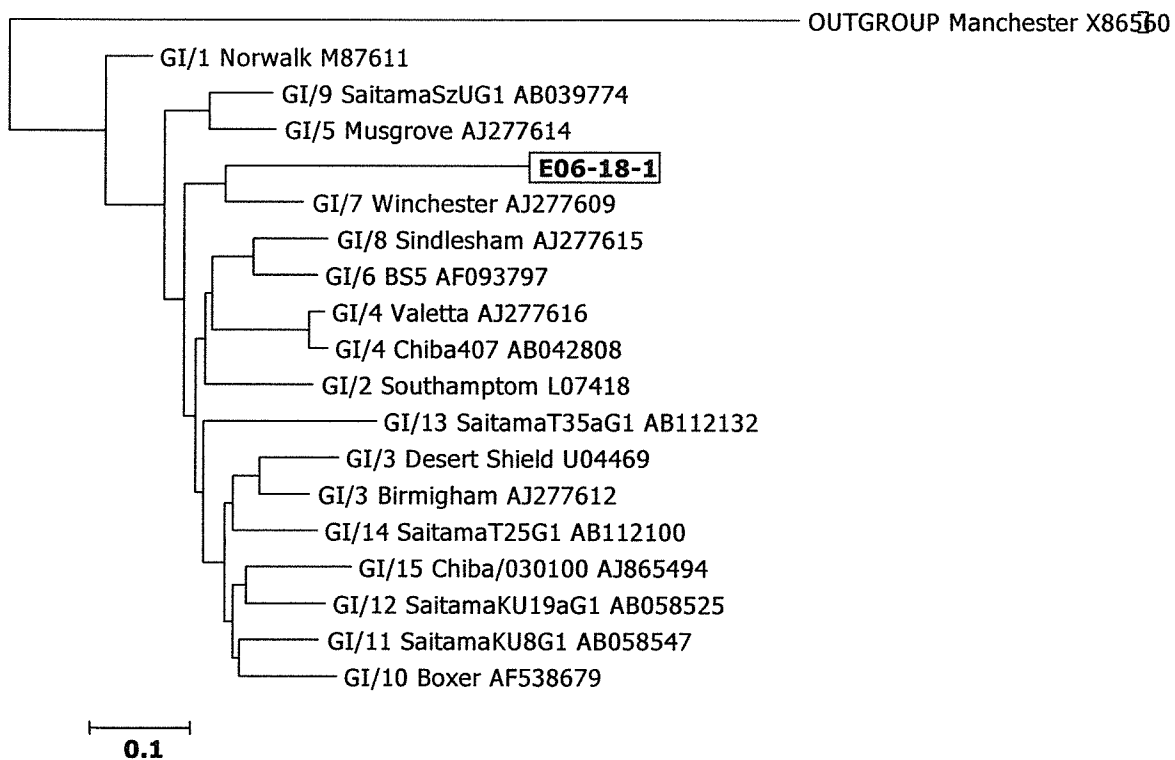 OUTGROUP Manchester X86560
GI/1 Norwalk M87611
GI/9 SaitamaSzUG1 AB039774
GI/5 Musgrove AJ277614
E06-18-1
GI/7 Winchester AJ277609
GI/8 Sindlesham AJ277615
GI/6 BS5 AF093797
GI/4 Valetta AJ277616
GI/4 Chiba407 AB042808
GI/2 Southamptom L07418
GI/13 SaitamaT35aG1 AB112132
GI/3 Desert Shield U04469
GI/3 Birmigham AJ277612
GI/14 SaitamaT25G1 AB112100
GI/15 Chiba/030100 AJ865494
GI/12 SaitamaKU19aG1 AB058525
GI/11 SaitamaKU8G1 AB058547
GI/10 Boxer AF538679
0.1